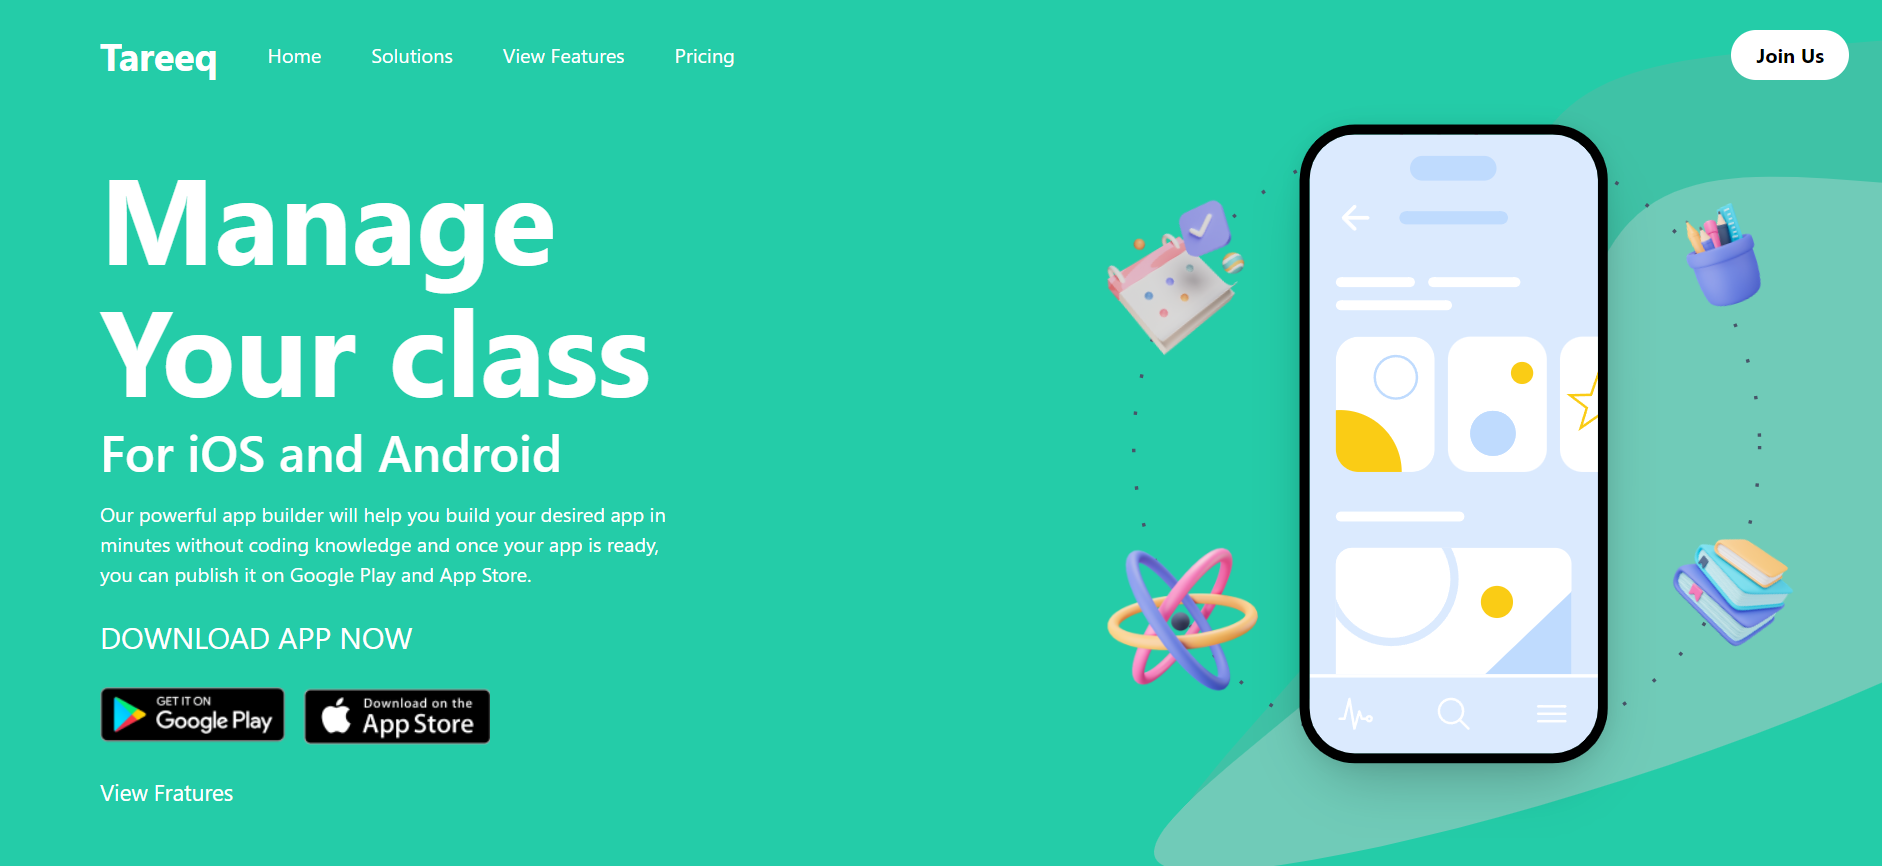 Tareeq
Home
Solutions
View Features
Pricing
Join Us
Manage
Your class
For iOS and Android
Our powerful app builder will help you build your desired app in
minutes without coding knowledge and once your app is ready,
you can publish it on Google Play and App Store.
DOWNLOAD APP NOW
GET IT ON
Google Play
Download on the
App Store
View Fratures